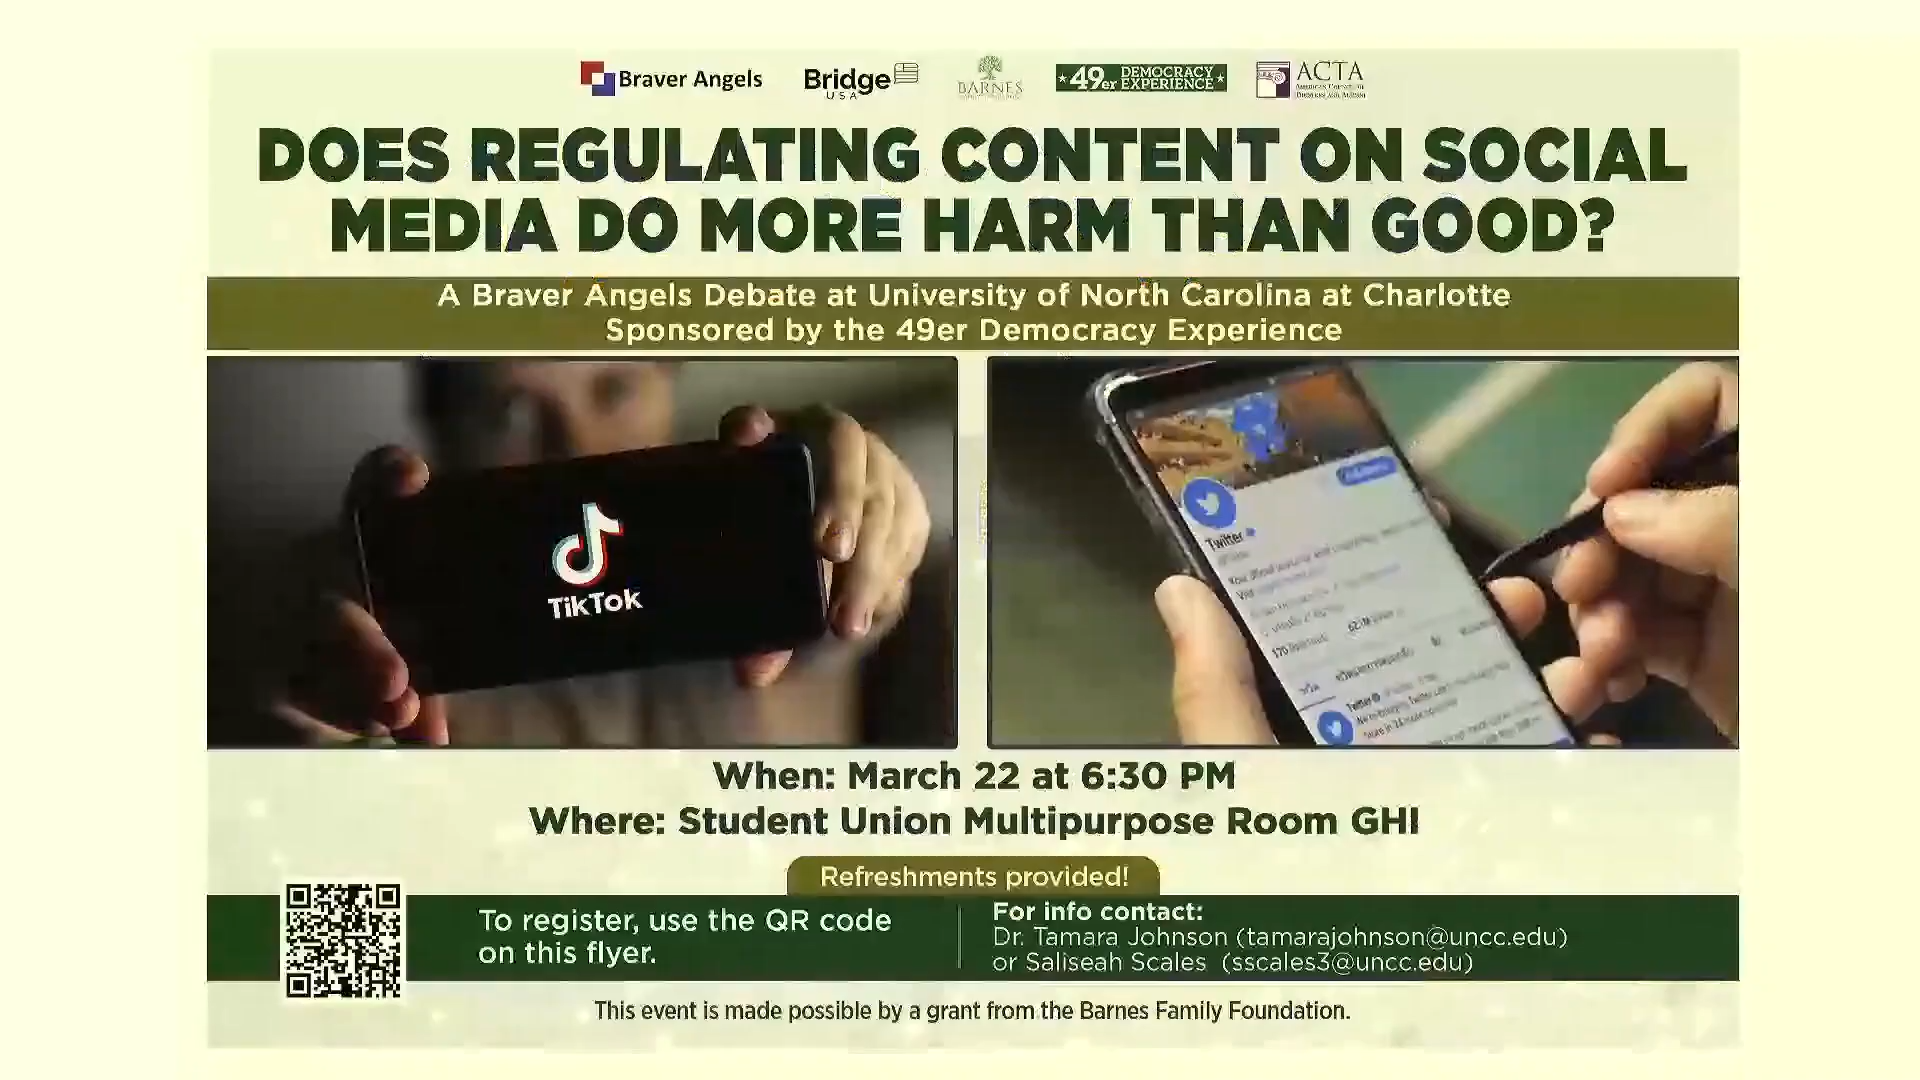 Braver Angels
Bridge
USA
BARNES
49er DEMOCRACY EXPERIENCE
ACTA
DOES REGULATING CONTENT ON SOCIAL
MEDIA DO MORE HARM THAN GOOD?
A Braver Angels Debate at University of North Carolina at Charlotte
Sponsored by the 49er Democracy Experience
TikTok
Twitter
Twitter
When: March 22 at 6:30 PM
Where: Student Union Multipurpose Room GHI
Refreshments provided!
To register, use the QR code
on this flyer.
For info contact:
Dr. Tamara Johnson (tamarajohnson@uncc.edu)
or Saliseah Scales (sscales3@uncc.edu)
This event is made possible by a grant from the Barnes Family Foundation.